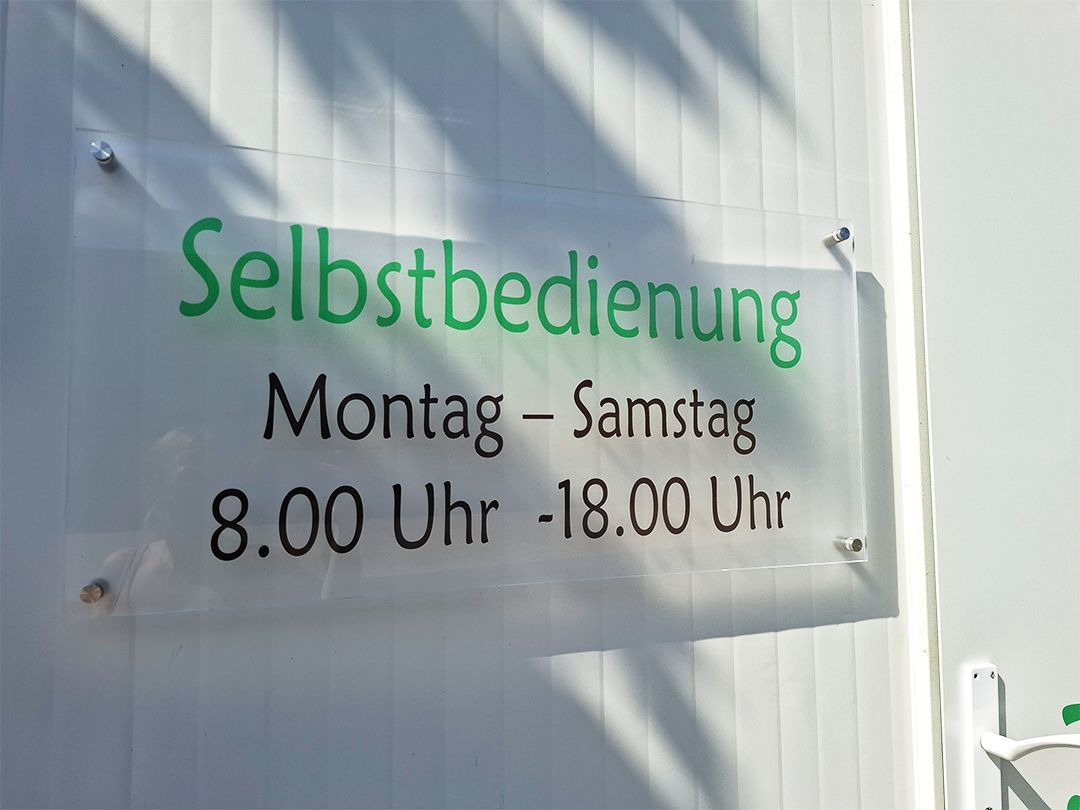 Selbstbedienung
Montag – Samstag
8.00 Uhr -18.00 Uhr